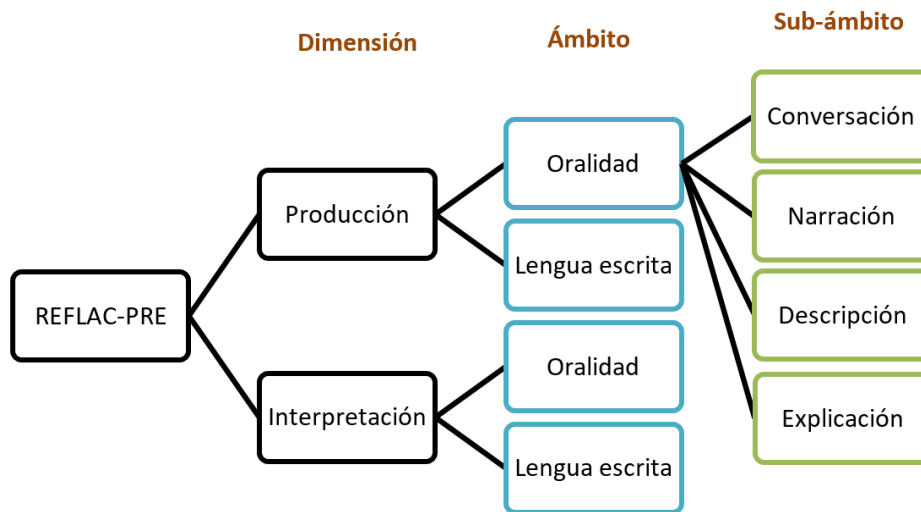 Dimensión
Ámbito
Sub-ámbito
REFLAC-PRE
Producción
Interpretación
Oralidad
Lengua escrita
Oralidad
Lengua escrita
Conversación
Narración
Descripción
Explicación